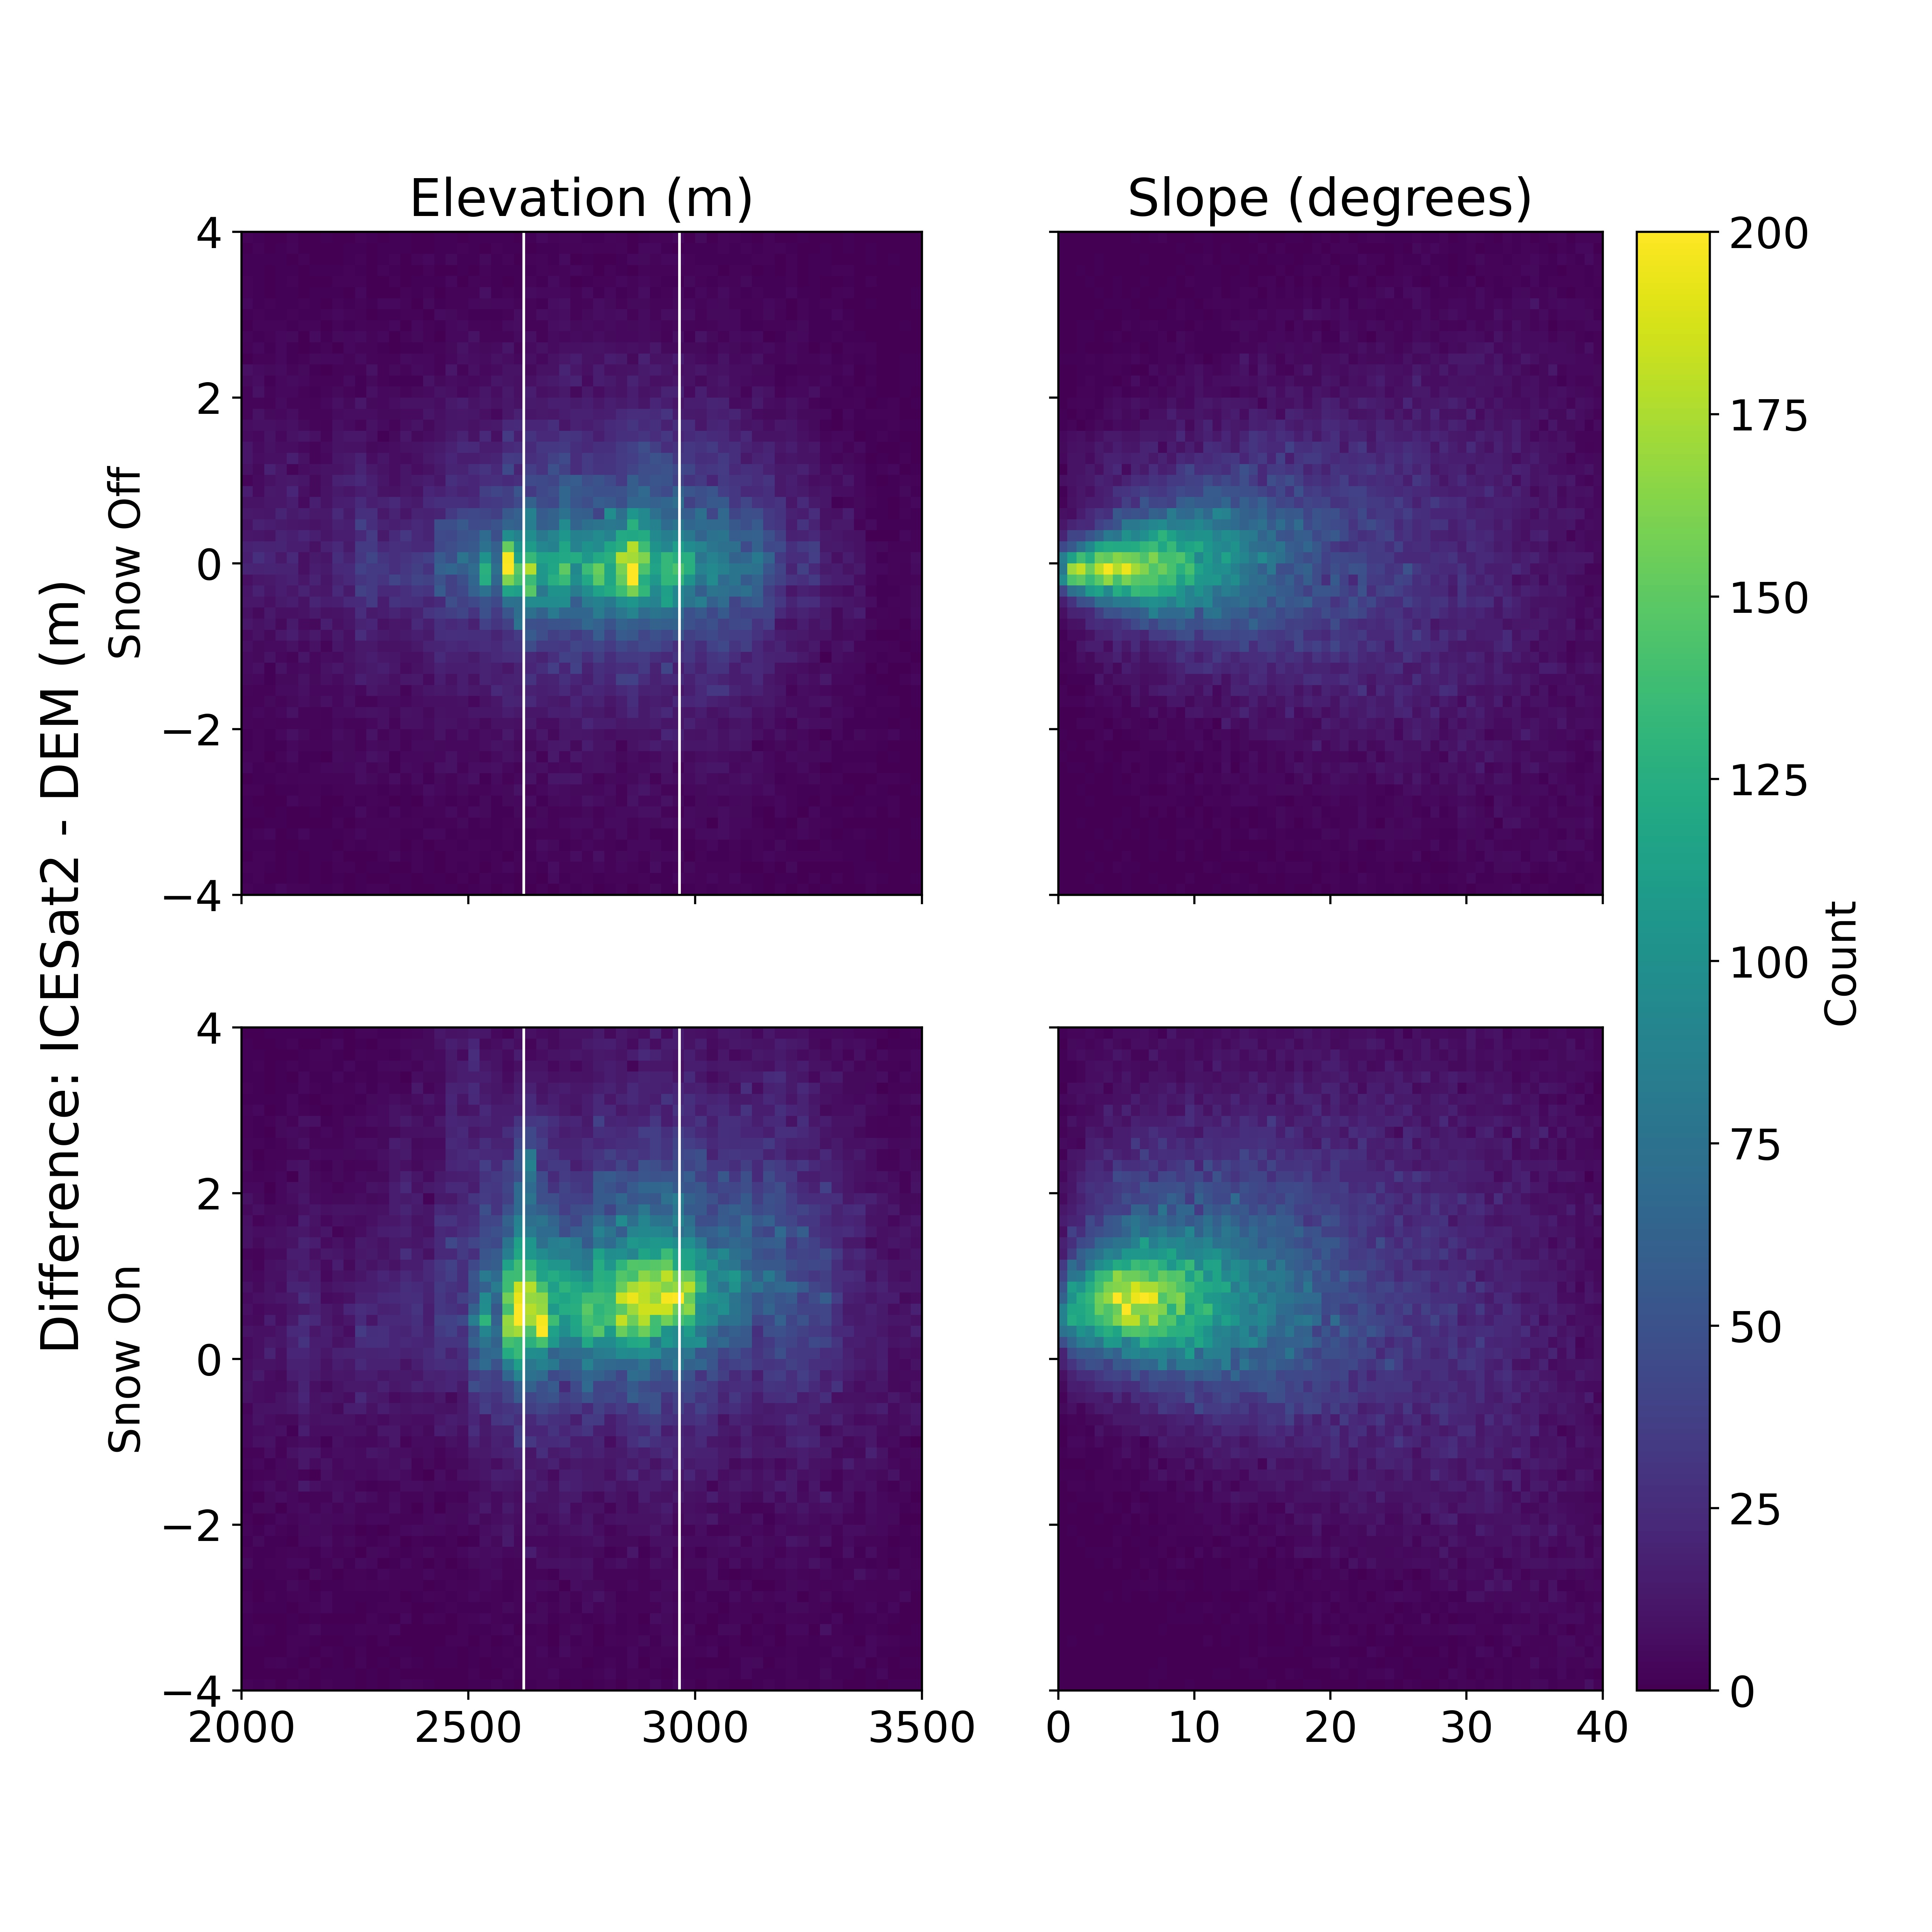 Elevation (m)
Slope (degrees)
Difference: ICESat2 - DEM (m)
Snow Off
4
2
0
−2
−4
Snow On
4
2
0
−2
−4
2000 2500 3000 3500
0 10 20 30 40
200
175
150
125
100
75
50
25
0
Count